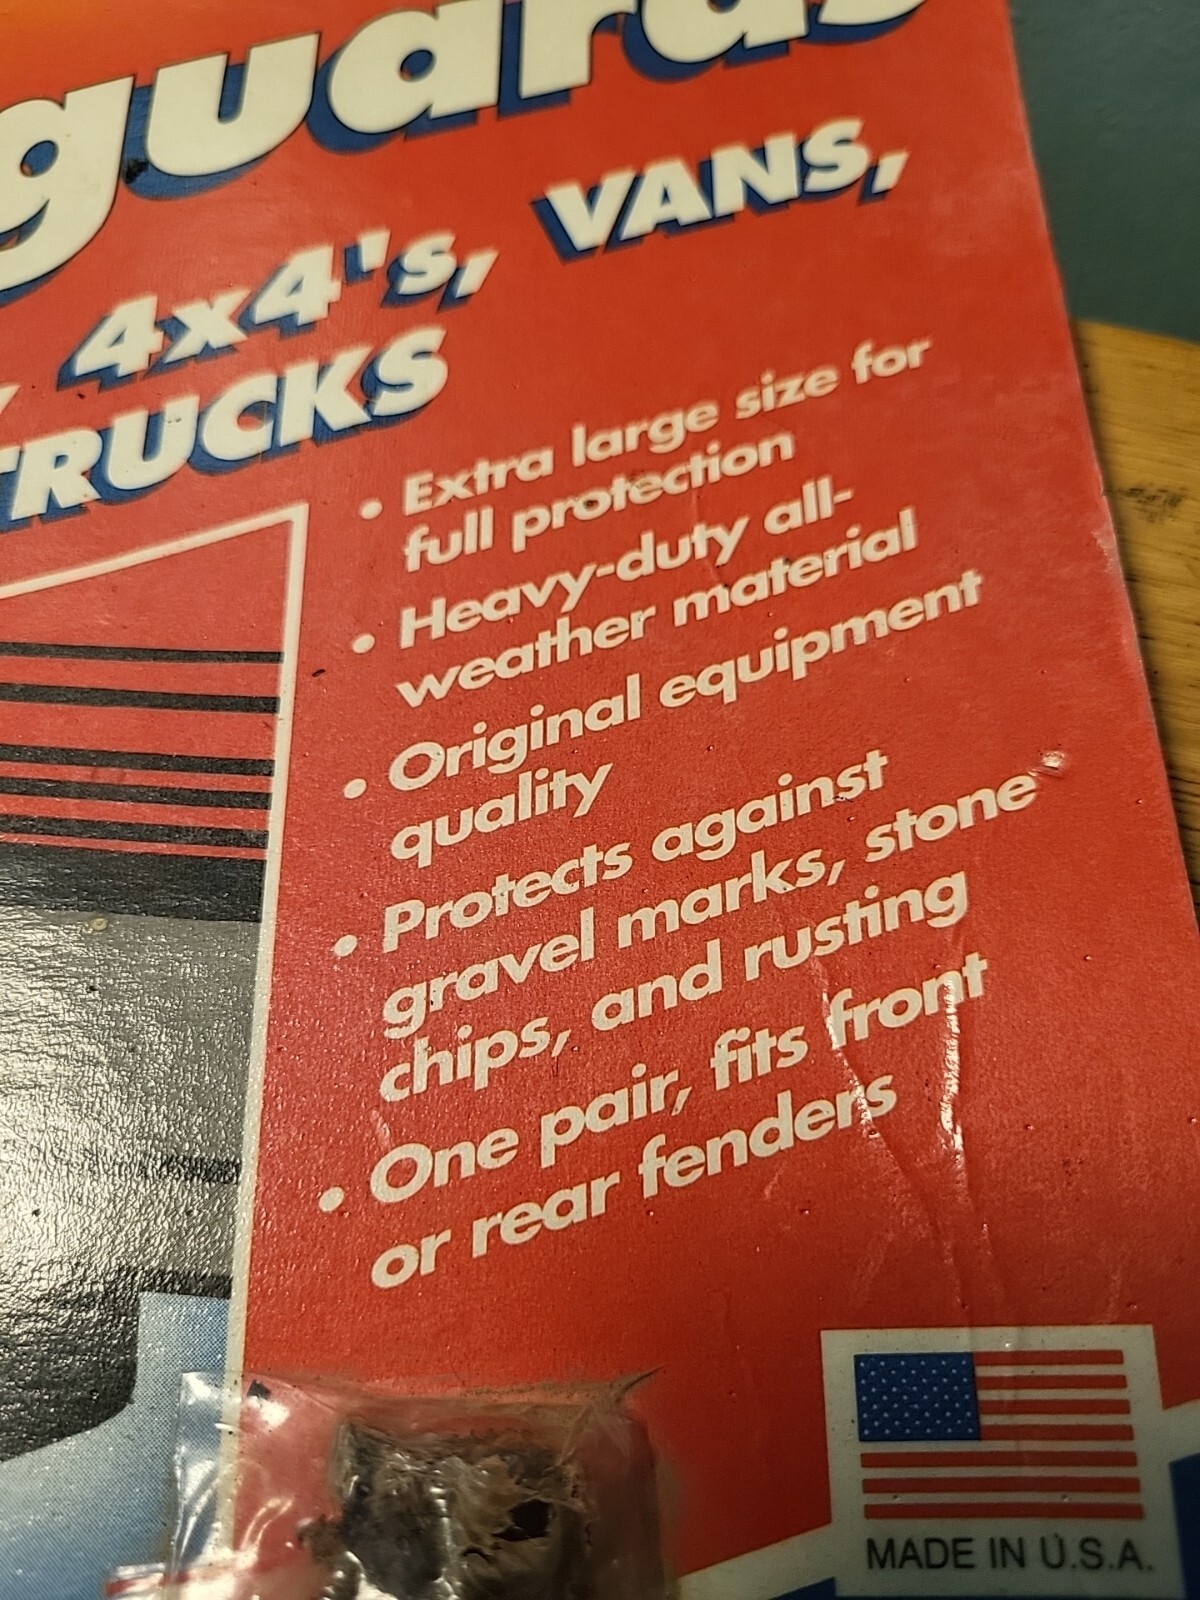 guards
4x4's, VANS,
TRUCKS
• Extra large size for
full protection
• Heavy-duty all-
weather material
• Original equipment
quality
• Protects against
gravel marks, stone
chips, and rusting
• One pair, fits front
or rear fenders
MADE IN U.S.A.